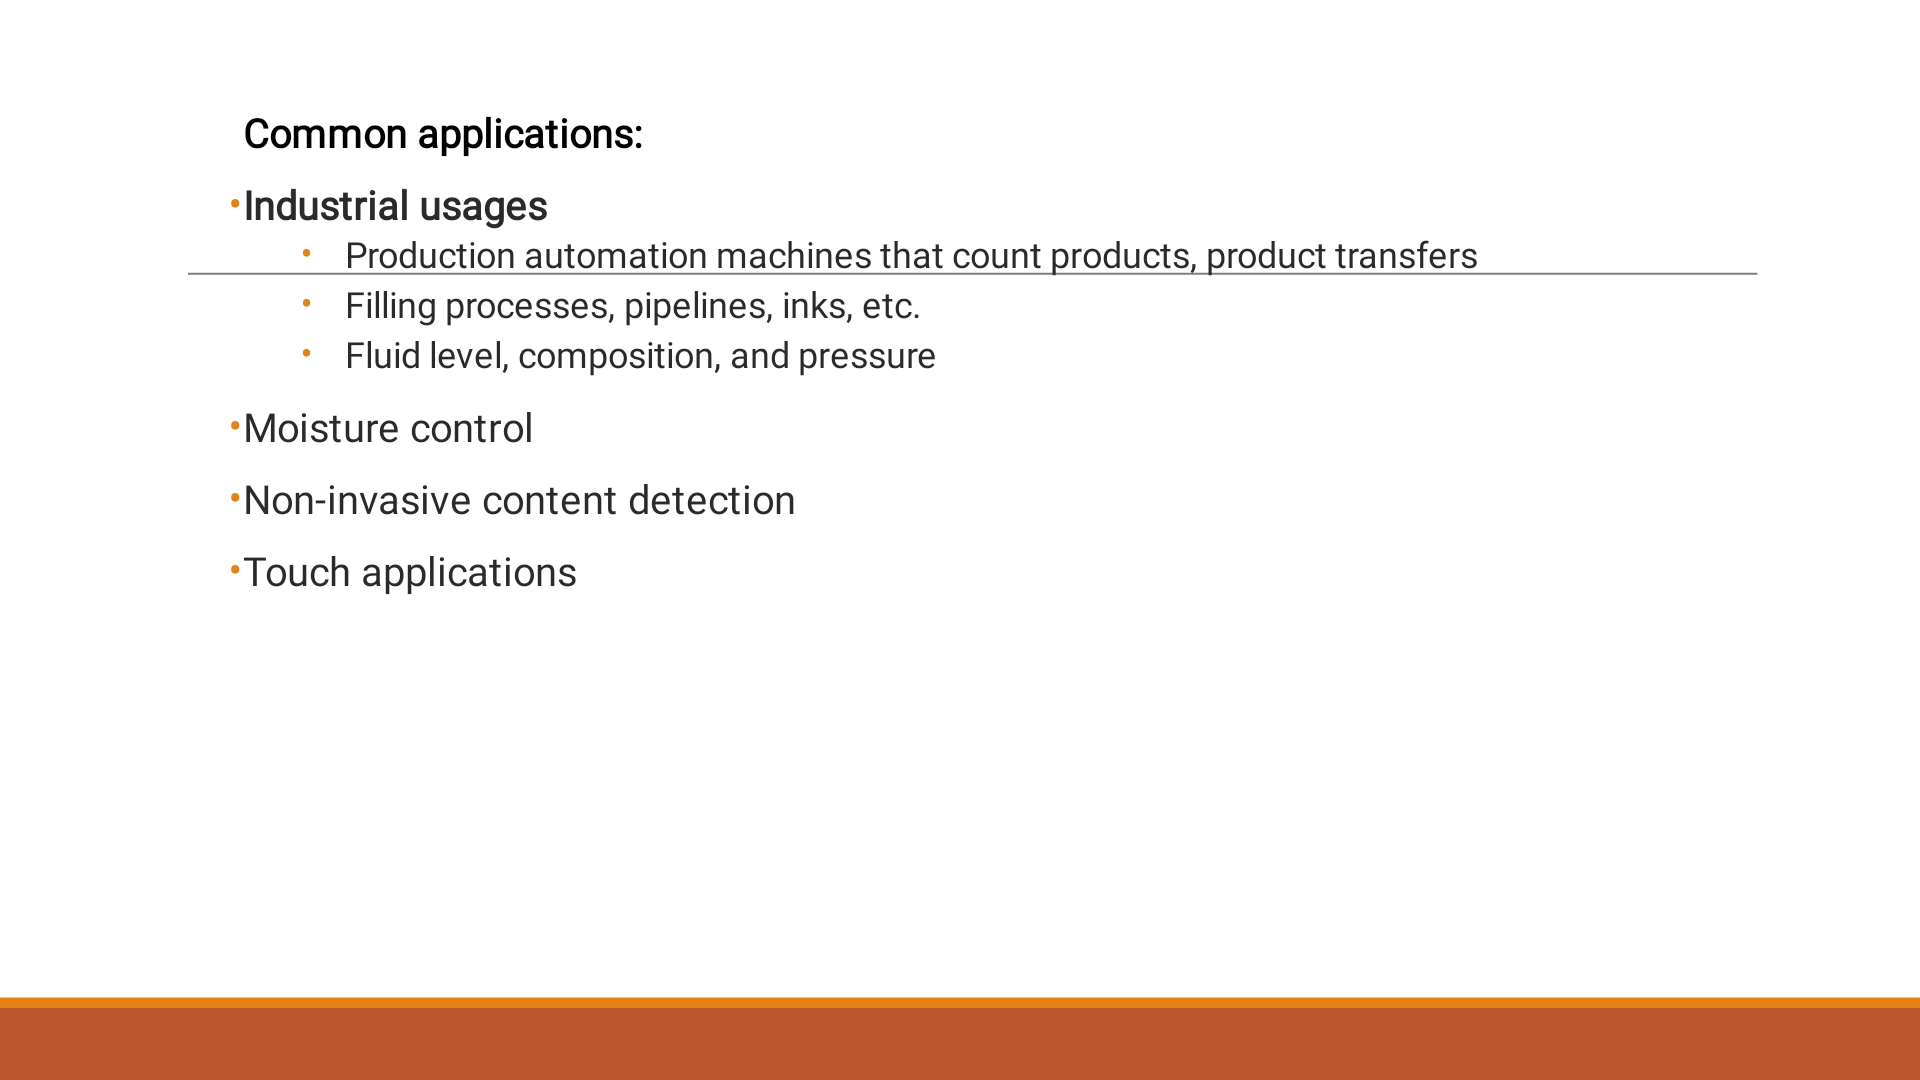 Common applications:
•Industrial usages
• Production automation machines that count products, product transfers
• Filling processes, pipelines, inks, etc.
• Fluid level, composition, and pressure
•Moisture control
•Non-invasive content detection
•Touch applications